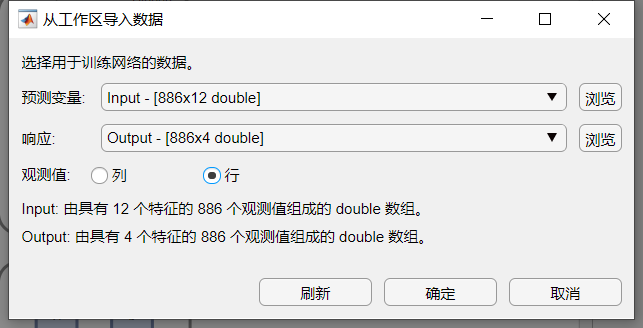 从工作区导入数据
选择用于训练网络的数据。
预测变量: Input - [886x12 double] 浏览
响应: Output - [886x4 double] 浏览
观测值: 列 行
Input: 由具有 12 个特征的 886 个观测值组成的 double 数组。
Output: 由具有 4 个特征的 886 个观测值组成的 double 数组。
刷新 确定 取消